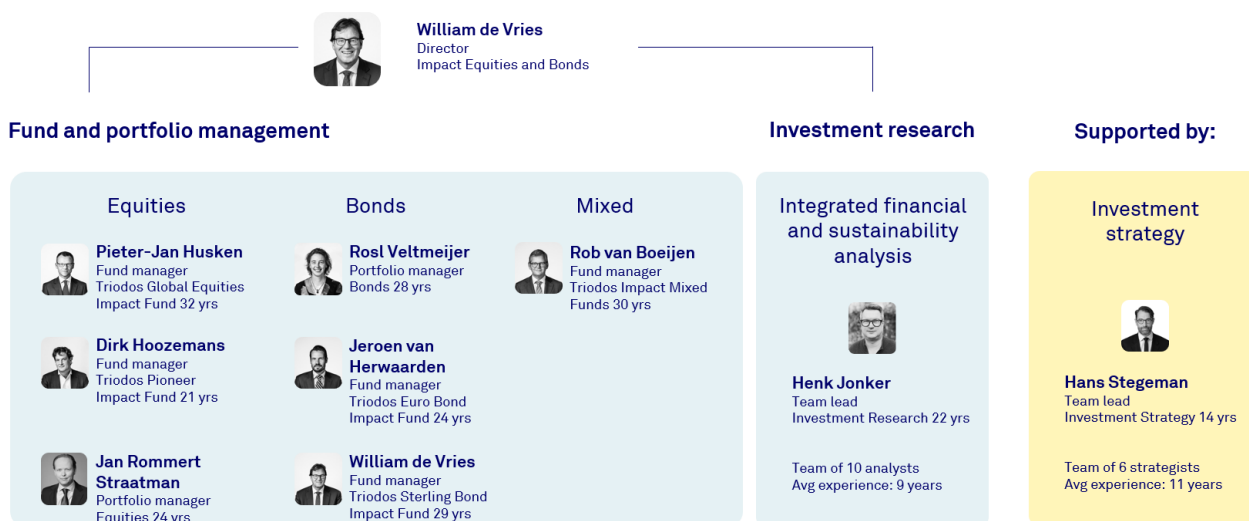 William de Vries
Director
Impact Equities and Bonds
Fund and portfolio management
Investment research
Supported by:
Equities
Pieter-Jan Husken
Fund manager
Triodos Global Equities
Impact Fund 32 yrs
Dirk Hoozemans
Fund manager
Triodos Pioneer
Impact Fund 21 yrs
Jan Rommert
Straatman
Portfolio manager
Equities 24 yrs
Bonds
Rosl Veltmeijer
Portfolio manager
Bonds 28 yrs
Jeroen van
Herwaarden
Fund manager
Triodos Euro Bond
Impact Fund 24 yrs
William de Vries
Fund manager
Triodos Sterling Bond
Impact Fund 29 yrs
Mixed
Rob van Boeijen
Fund manager
Triodos Impact Mixed
Funds 30 yrs
Integrated financial
and sustainability
analysis
Henk Jonker
Team lead
Investment Research 22 yrs
Team of 10 analysts
Avg experience: 9 years
Investment
strategy
Hans Stegeman
Team lead
Investment Strategy 14 yrs
Team of 6 strategists
Avg experience: 11 years